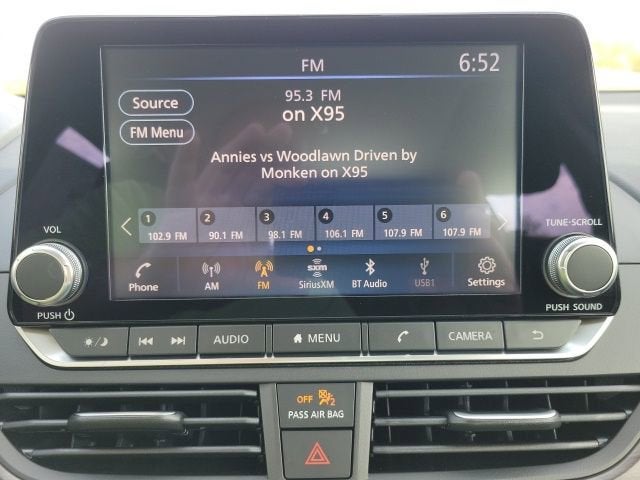 FM
6:52
Source
FM Menu
95.3 FM
on X95
Annies vs Woodlawn Driven by
Monken on X95
1 2 3 4 5 6
102.9 FM 90.1 FM 98.1 FM 106.1 FM 107.9 FM 107.9 FM
Phone AM FM SiriusXM BT Audio USB1 Settings
sxm
VOL
PUSH
TUNE·SCROLL
PUSH SOUND
AUDIO MENU CAMERA
OFF 2
PASS AIR BAG